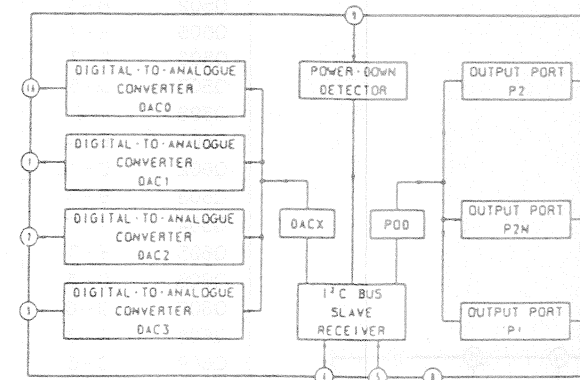 9
DIGITAL-TO-ANALOGUE
CONVERTER
DAC0
POWER-DOWN
DETECTOR
OUTPUT PORT
P2
16
DIGITAL-TO-ANALOGUE
CONVERTER
DAC1
1
DIGITAL-TO-ANALOGUE
CONVERTER
DAC2
2
DACX
POD
OUTPUT PORT
P2N
DIGITAL-TO-ANALOGUE
CONVERTER
DAC3
3
I²C BUS
SLAVE
RECEIVER
OUTPUT PORT
P1
4
5
8